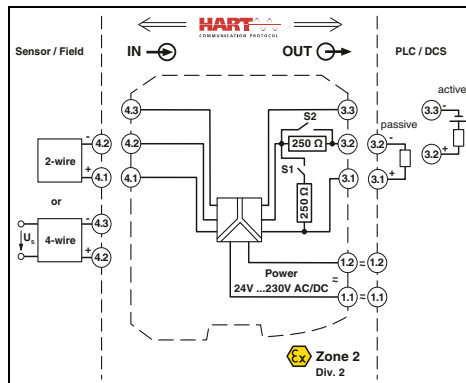 HART
COMMUNICATION PROTOCOL
Sensor / Field
IN
OUT
PLC / DCS
active
4.3
3.3
S2
3.3 -
passive
- 4.2
4.2
250 Ω
3.2
3.2 -
2-wire
3.2 +
S1
+ 4.1
4.1
3.1
3.1 +
or
250 Ω
- 4.3
Us
4-wire
+ 4.2
Power
1.2 ≈ 1.2
24V ...230V AC/DC
≈
1.1 ≈ 1.1
Ex Zone 2
Div. 2